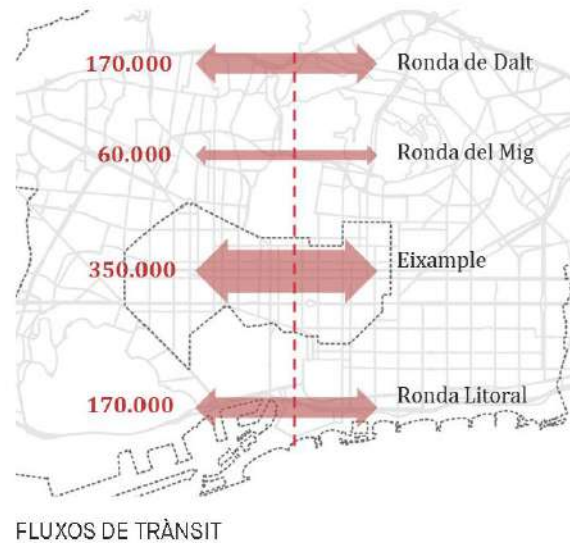 170.000 Ronda de Dalt
60.000 Ronda del Mig
350.000 Eixample
170.000 Ronda Litoral
FLUXOS DE TRÀNSIT